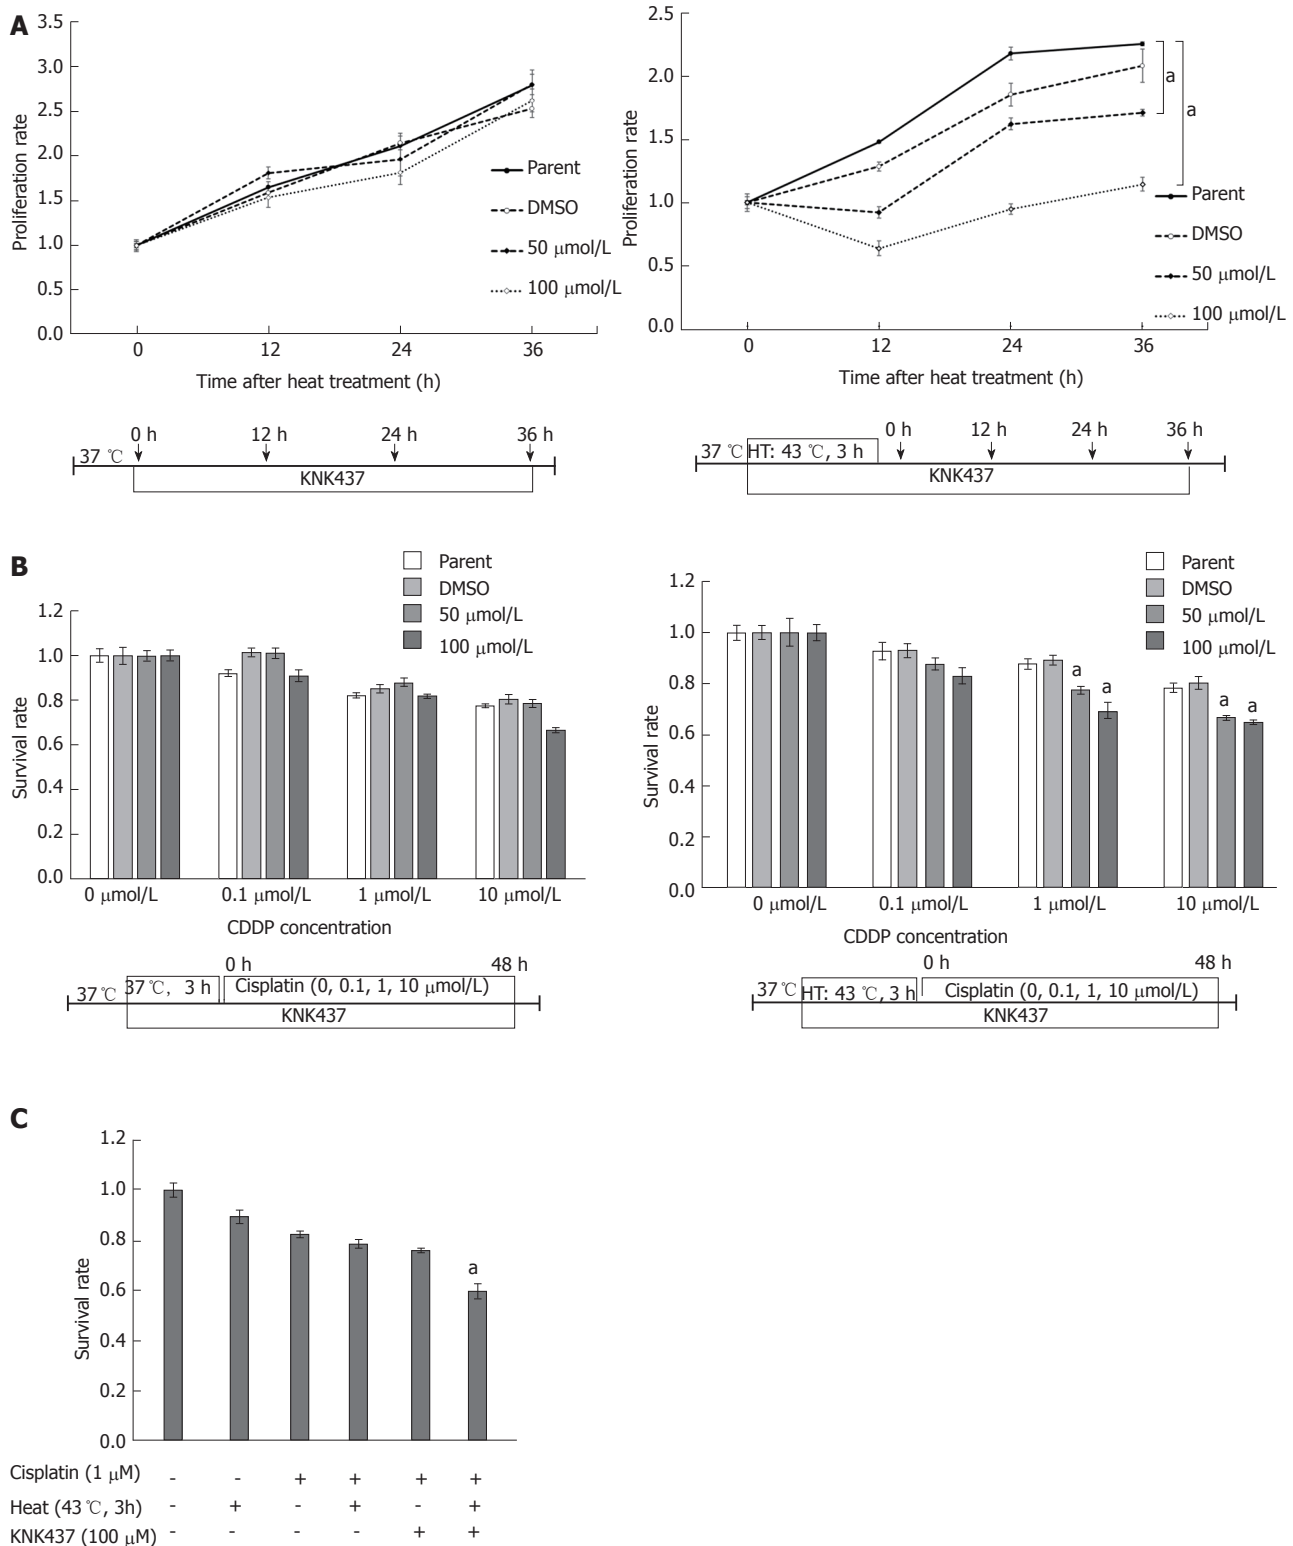 A
3.5
3.0
2.5
2.0
1.5
1.0
0.5
0.0
Proliferation rate
Parent
DMSO
50 μmol/L
100 μmol/L
0 12 24 36
Time after heat treatment (h)
0 h 12 h 24 h 36 h
37 ℃
KNK437
2.5
2.0
1.5
1.0
0.5
0.0
Proliferation rate
a
a
Parent
DMSO
50 μmol/L
100 μmol/L
0 12 24 36
Time after heat treatment (h)
0 h 12 h 24 h 36 h
37 ℃ HT: 43 ℃, 3 h
KNK437
B
Parent
DMSO
50 μmol/L
100 μmol/L
1.2
1.0
0.8
0.6
0.4
0.2
0.0
Survival rate
0 μmol/L 0.1 μmol/L 1 μmol/L 10 μmol/L
CDDP concentration
0 h 48 h
37 ℃ 37 ℃, 3 h Cisplatin (0, 0.1, 1, 10 μmol/L)
KNK437
Parent
DMSO
50 μmol/L
100 μmol/L
1.2
1.0
0.8
0.6
0.4
0.2
0.0
Survival rate
a a a a
0 μmol/L 0.1 μmol/L 1 μmol/L 10 μmol/L
CDDP concentration
0 h 48 h
37 ℃ HT: 43 ℃, 3 h Cisplatin (0, 0.1, 1, 10 μmol/L)
KNK437
C
1.2
1.0
0.8
0.6
0.4
0.2
0.0
Survival rate
a
Cisplatin (1 μM) - - + + + +
Heat (43 ℃, 3h) - + - + - +
KNK437 (100 μM) - - - - + +